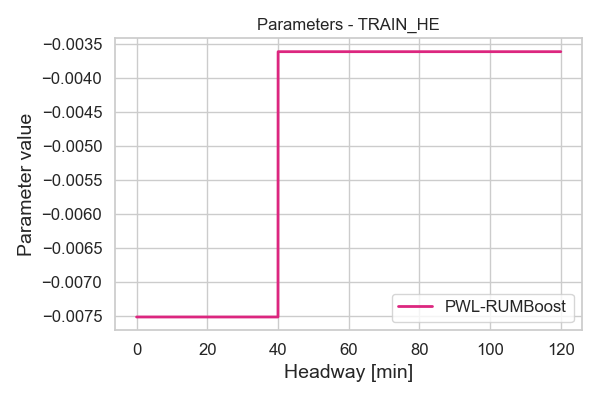 Parameters - TRAIN_HE
Parameter value
−0.0035
−0.0040
−0.0045
−0.0050
−0.0055
−0.0060
−0.0065
−0.0070
−0.0075
PWL-RUMBoost
0 20 40 60 80 100 120
Headway [min]